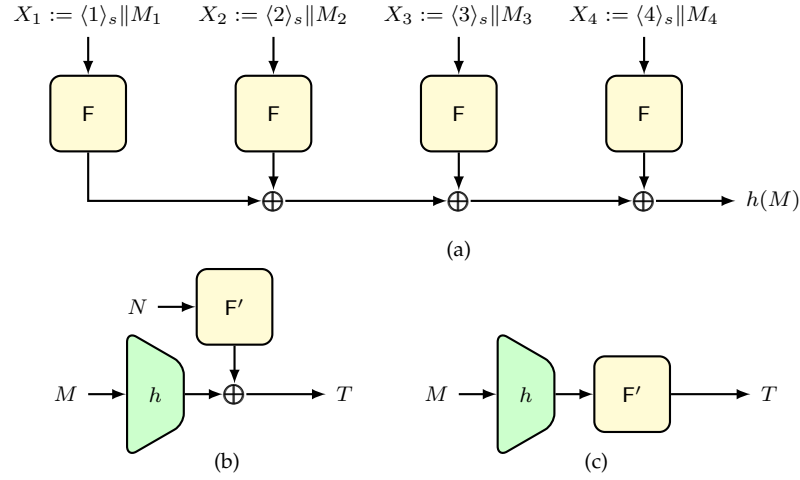 X₁ := ⟨1⟩ₛ‖M₁ X₂ := ⟨2⟩ₛ‖M₂ X₃ := ⟨3⟩ₛ‖M₃ X₄ := ⟨4⟩ₛ‖M₄
F F F F
h(M)
(a)
N F′
M h T
(b)
M h F′ T
(c)